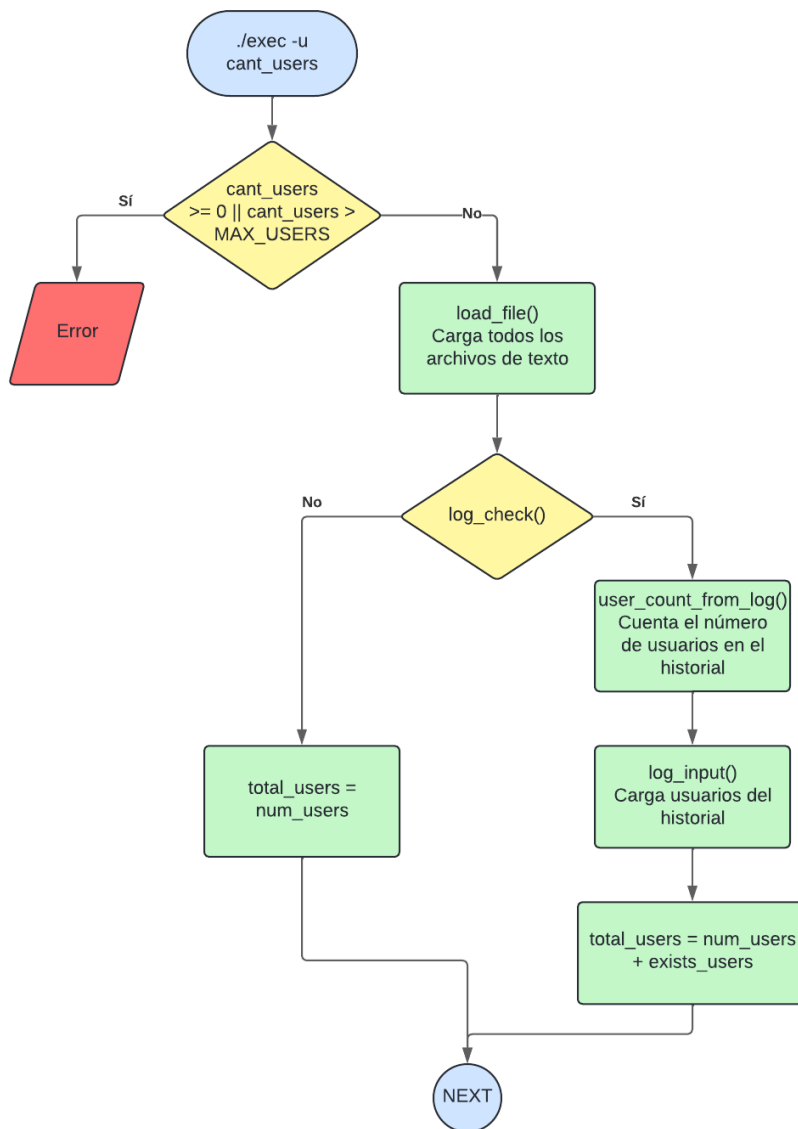 ./exec -u
cant_users
cant_users
>= 0 || cant_users >
MAX_USERS
Sí
No
Error
load_file()
Carga todos los
archivos de texto
log_check()
No
Sí
user_count_from_log()
Cuenta el número
de usuarios en el
historial
total_users =
num_users
log_input()
Carga usuarios del
historial
total_users = num_users
+ exists_users
NEXT